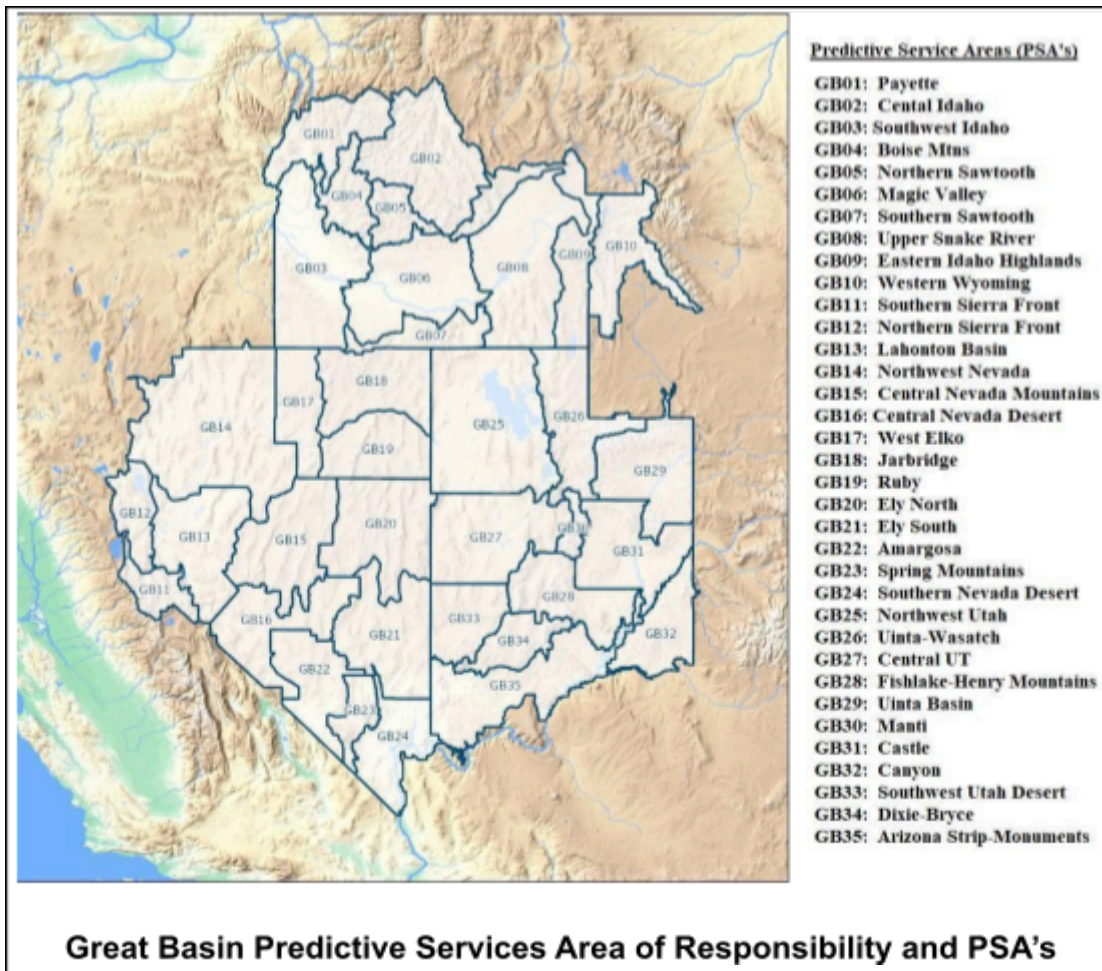 Predictive Service Areas (PSA's)
GB01: Payette
GB02: Cental Idaho
GB03: Southwest Idaho
GB04: Boise Mtns
GB05: Northern Sawtooth
GB06: Magic Valley
GB07: Southern Sawtooth
GB08: Upper Snake River
GB09: Eastern Idaho Highlands
GB10: Western Wyoming
GB11: Southern Sierra Front
GB12: Northern Sierra Front
GB13: Lahonton Basin
GB14: Northwest Nevada
GB15: Central Nevada Mountains
GB16: Central Nevada Desert
GB17: West Elko
GB18: Jarbridge
GB19: Ruby
GB20: Ely North
GB21: Ely South
GB22: Amargosa
GB23: Spring Mountains
GB24: Southern Nevada Desert
GB25: Northwest Utah
GB26: Uinta-Wasatch
GB27: Central UT
GB28: Fishlake-Henry Mountains
GB29: Uinta Basin
GB30: Manti
GB31: Castle
GB32: Canyon
GB33: Southwest Utah Desert
GB34: Dixie-Bryce
GB35: Arizona Strip-Monuments
GB01
GB02
GB04
GB05
GB10
GB09
GB03
GB08
GB06
GB07
GB18
GB17
GB26
GB14
GB25
GB19
GB29
GB12
GB20
GB30
GB13
GB15
GB27
GB31
GB11
GB33
GB28
GB16
GB21
GB34
GB32
GB22
GB35
GB23
GB24
Great Basin Predictive Services Area of Responsibility and PSA's